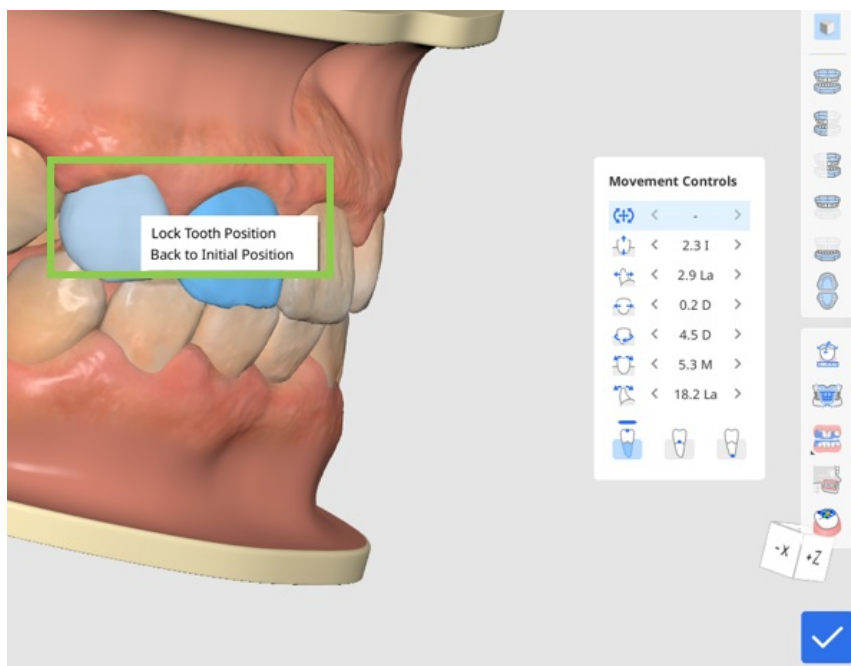 Lock Tooth Position
Back to Initial Position
Movement Controls
-
2.3 I
2.9 La
0.2 D
4.5 D
5.3 M
18.2 La
-X
+Z